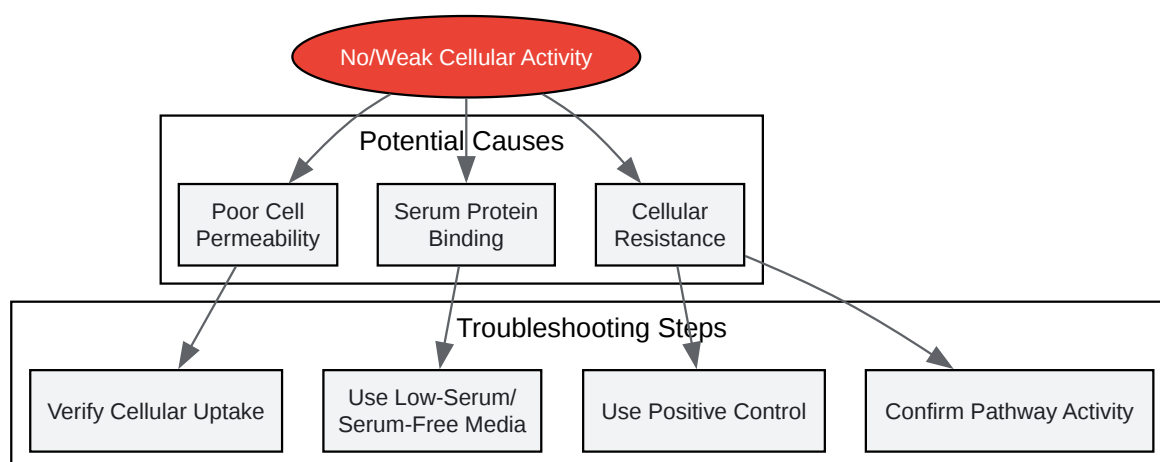 No/Weak Cellular Activity
Potential Causes
Poor Cell
Permeability
Serum Protein
Binding
Cellular
Resistance
Troubleshooting Steps
Verify Cellular Uptake
Use Low-Serum/
Serum-Free Media
Use Positive Control
Confirm Pathway Activity